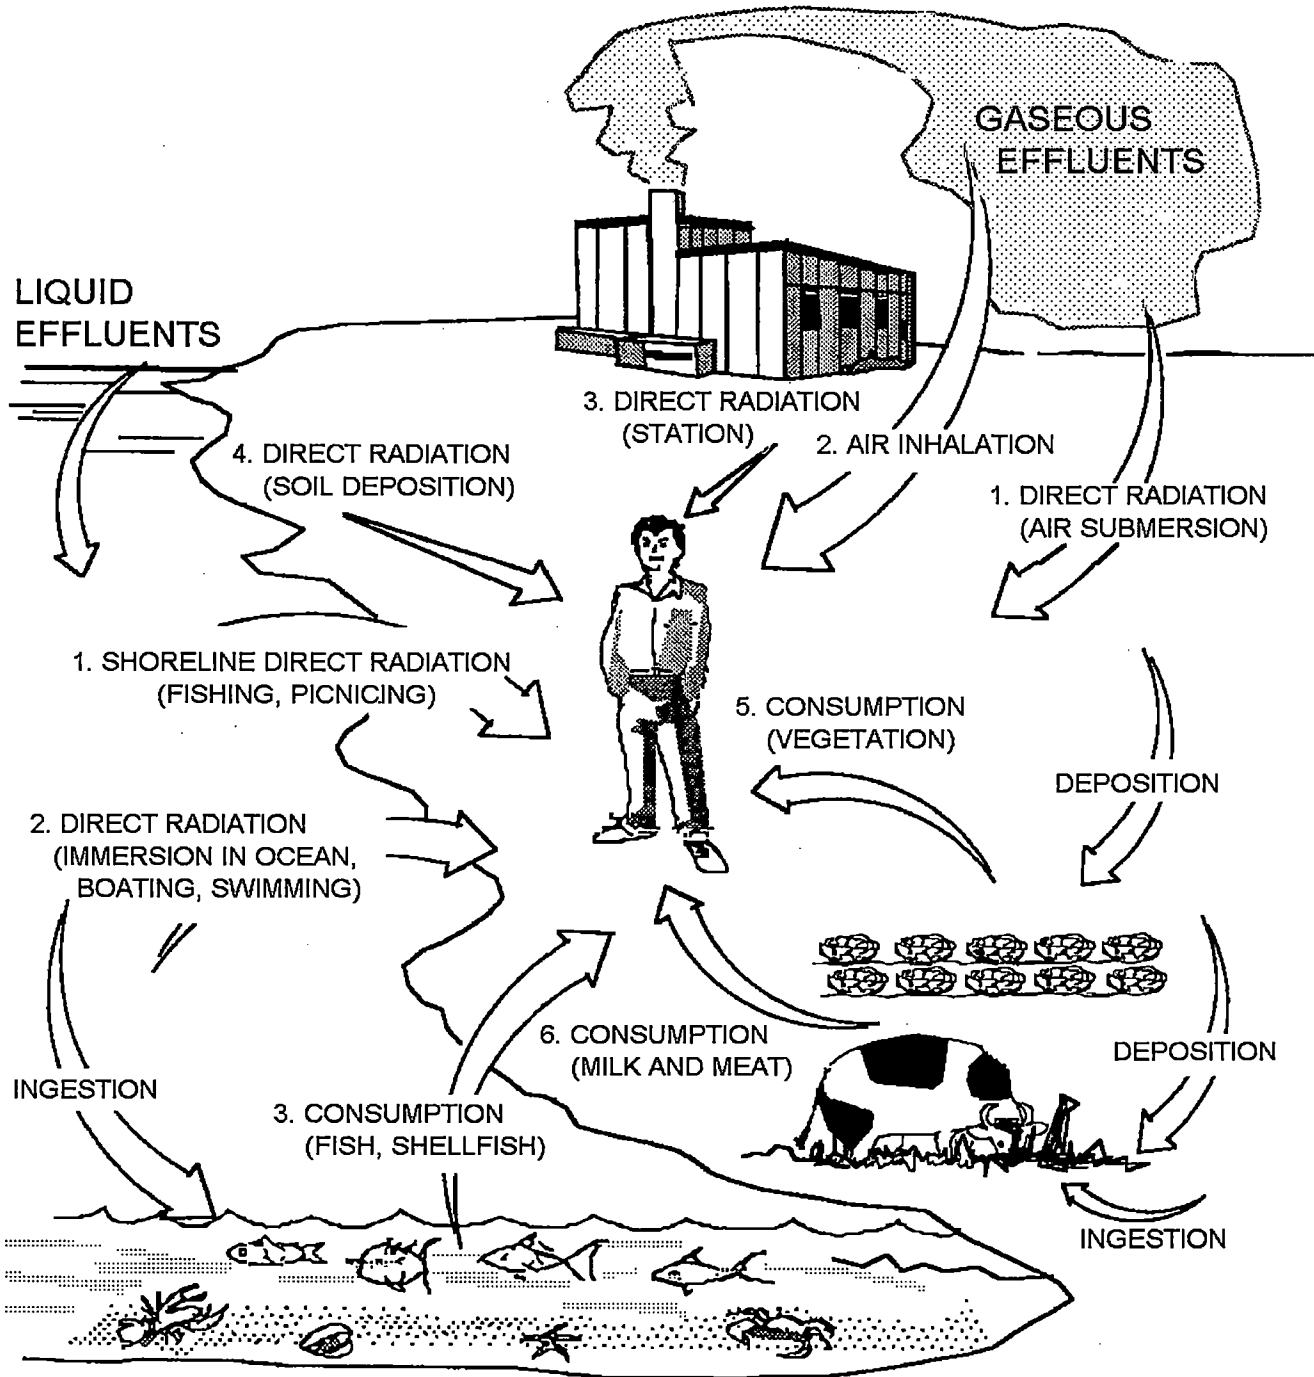 GASEOUS
EFFLUENTS
LIQUID
EFFLUENTS
3. DIRECT RADIATION
(STATION)
2. AIR INHALATION
4. DIRECT RADIATION
(SOIL DEPOSITION)
1. DIRECT RADIATION
(AIR SUBMERSION)
1. SHORELINE DIRECT RADIATION
(FISHING, PICNICING)
5. CONSUMPTION
(VEGETATION)
DEPOSITION
2. DIRECT RADIATION
(IMMERSION IN OCEAN,
BOATING, SWIMMING)
6. CONSUMPTION
(MILK AND MEAT)
DEPOSITION
INGESTION
3. CONSUMPTION
(FISH, SHELLFISH)
INGESTION